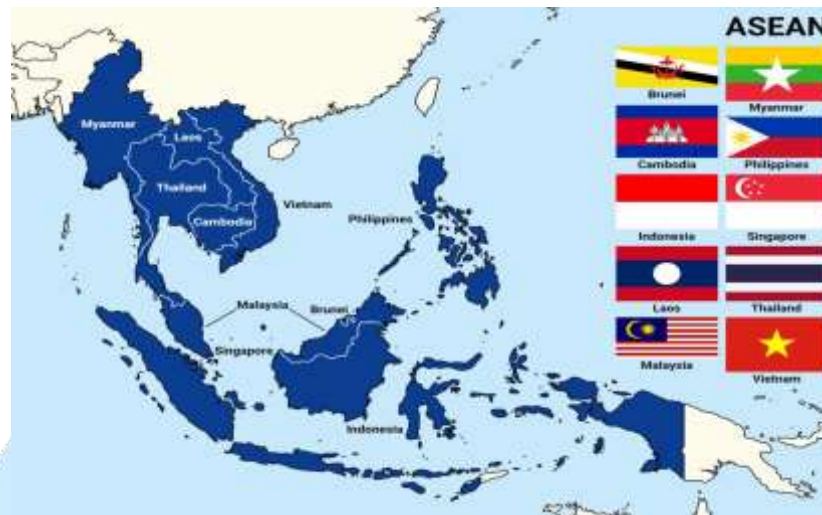 ASEAN
Brunei
Myanmar
Cambodia
Philippines
Indonesia
Singapore
Laos
Thailand
Malaysia
Vietnam
Myanmar
Laos
Thailand
Vietnam
Cambodia
Philippines
Malaysia
Brunei
Singapore
Indonesia